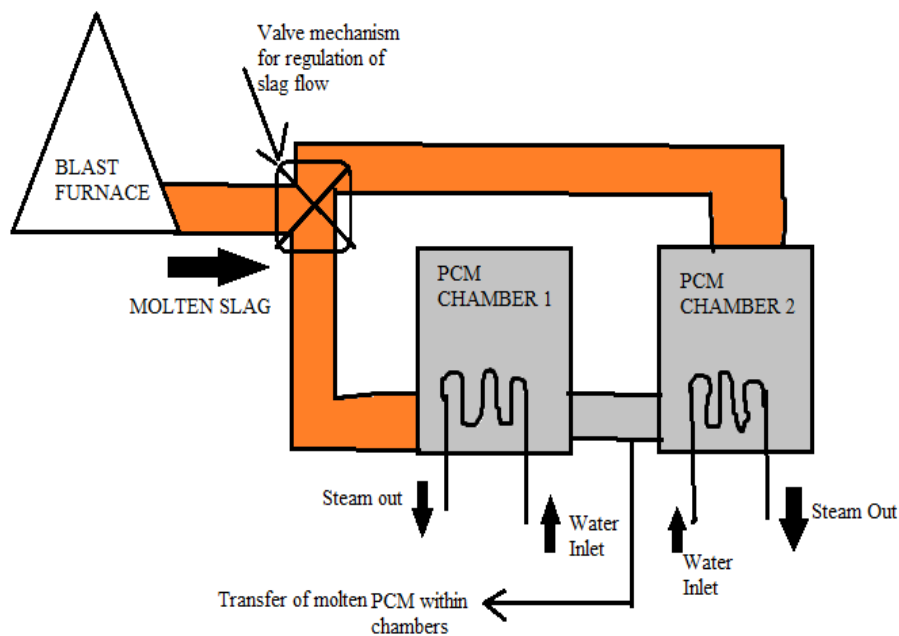 Valve mechanism
for regulation of
slag flow
BLAST
FURNACE
MOLTEN SLAG
PCM
CHAMBER 1
PCM
CHAMBER 2
Steam out
Water
Inlet
Water
Inlet
Steam Out
Transfer of molten PCM within
chambers